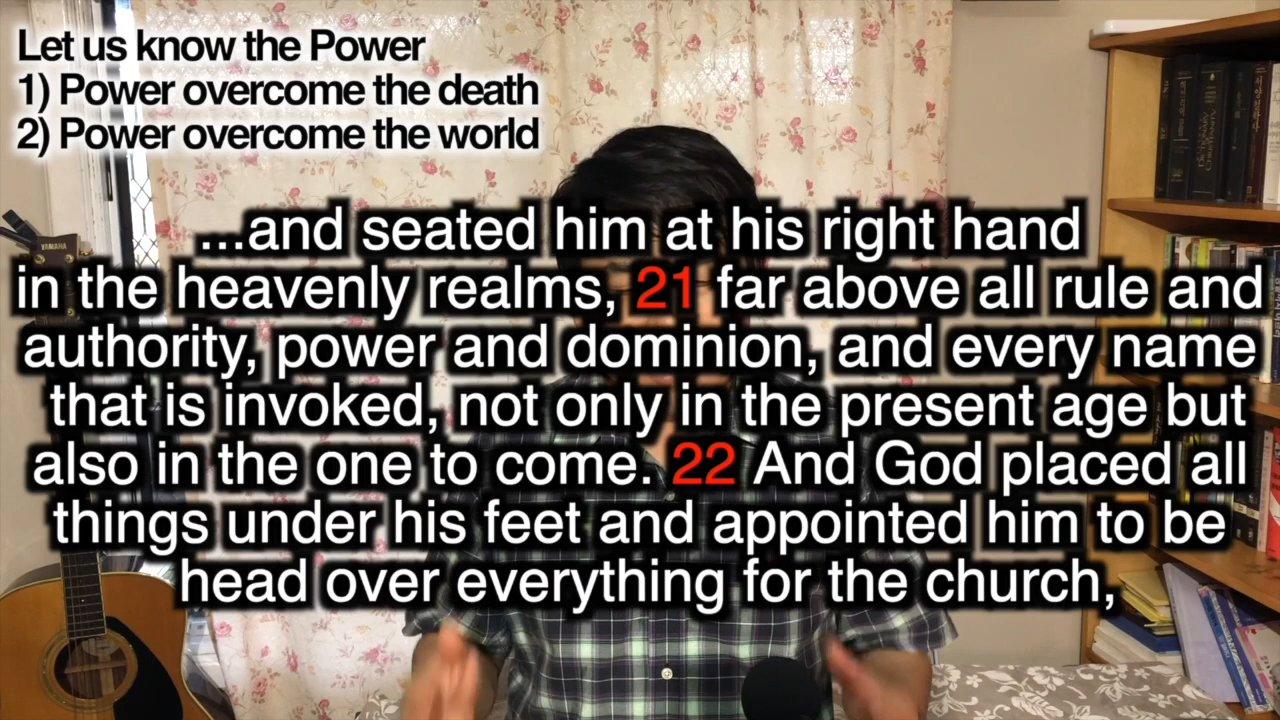 Let us know the Power
1) Power overcome the death
2) Power overcome the world
YAMAHA
...and seated him at his right hand
in the heavenly realms, 21 far above all rule and
authority, power and dominion, and every name
that is invoked, not only in the present age but
also in the one to come. 22 And God placed all
things under his feet and appointed him to be
head over everything for the church,